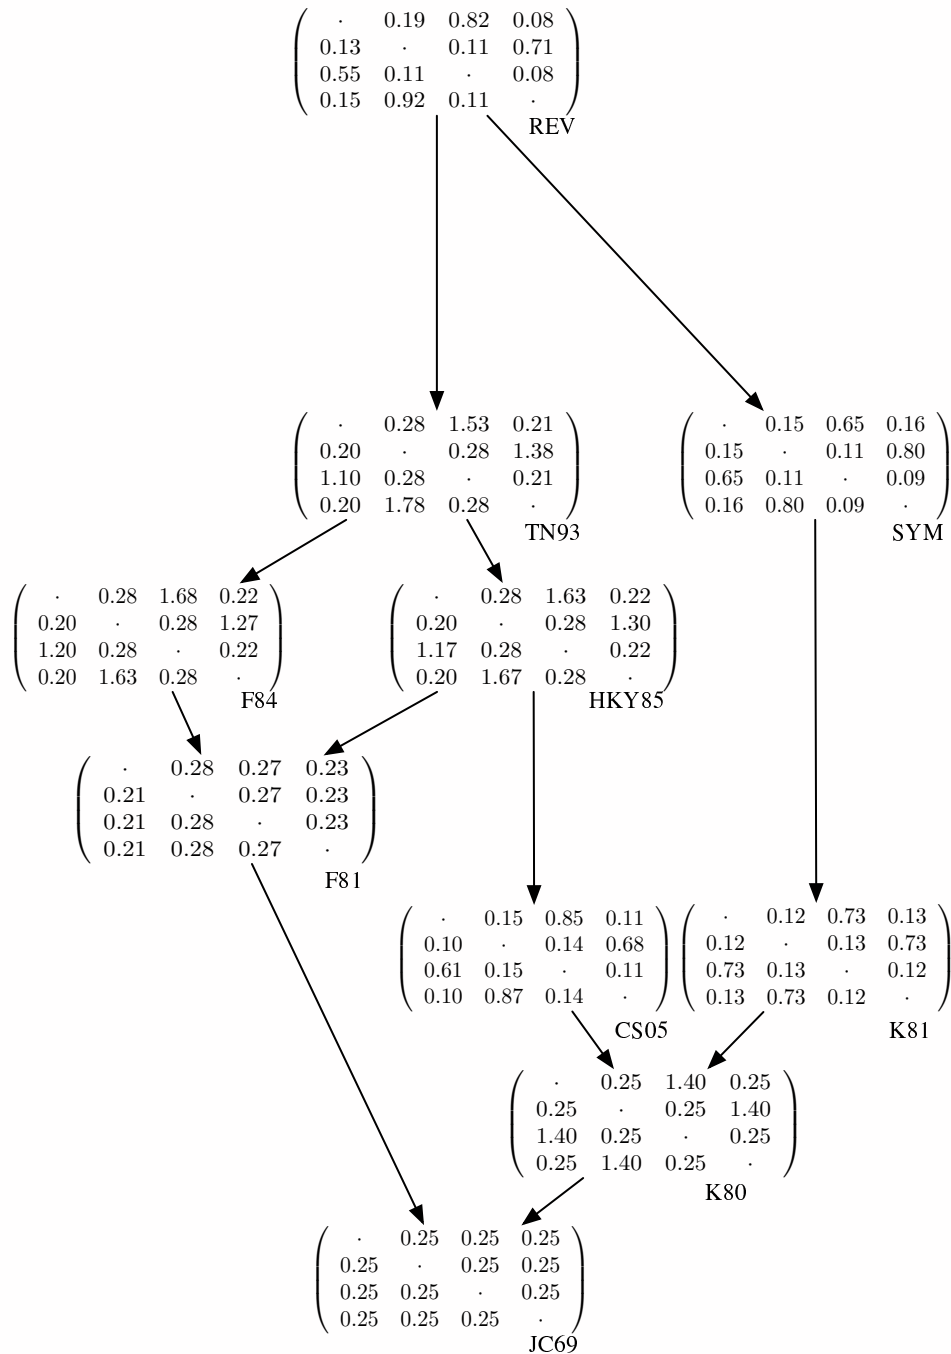 · 0.19 0.82 0.08
0.13 · 0.11 0.71
0.55 0.11 · 0.08
0.15 0.92 0.11 ·
REV
· 0.28 1.53 0.21
0.20 · 0.28 1.38
1.10 0.28 · 0.21
0.20 1.78 0.28 ·
TN93
· 0.15 0.65 0.16
0.15 · 0.11 0.80
0.65 0.11 · 0.09
0.16 0.80 0.09 ·
SYM
· 0.28 1.68 0.22
0.20 · 0.28 1.27
1.20 0.28 · 0.22
0.20 1.63 0.28 ·
F84
· 0.28 1.63 0.22
0.20 · 0.28 1.30
1.17 0.28 · 0.22
0.20 1.67 0.28 ·
HKY85
· 0.28 0.27 0.23
0.21 · 0.27 0.23
0.21 0.28 · 0.23
0.21 0.28 0.27 ·
F81
· 0.15 0.85 0.11
0.10 · 0.14 0.68
0.61 0.15 · 0.11
0.10 0.87 0.14 ·
CS05
· 0.12 0.73 0.13
0.12 · 0.13 0.73
0.73 0.13 · 0.12
0.13 0.73 0.12 ·
K81
· 0.25 1.40 0.25
0.25 · 0.25 1.40
1.40 0.25 · 0.25
0.25 1.40 0.25 ·
K80
· 0.25 0.25 0.25
0.25 · 0.25 0.25
0.25 0.25 · 0.25
0.25 0.25 0.25 ·
JC69